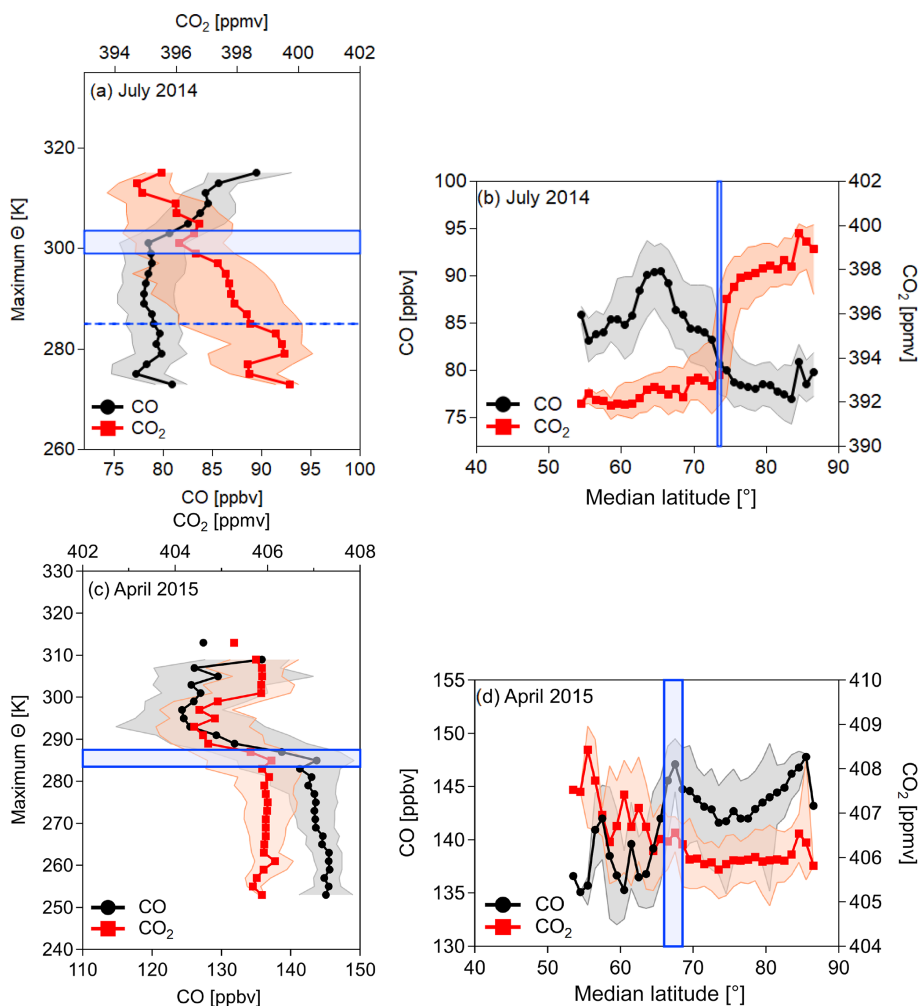 CO₂ [ppmv]
394 396 398 400 402
(a) July 2014
Maximum Θ [K]
320
300
279
260
CO
CO₂
75 80 85 90 95 100
CO [ppbv]
CO₂ [ppmv]
(b) July 2014
CO [ppbv]
100
95
90
85
80
75
CO₂ [ppmv]
402
400
398
396
394
392
390
CO
CO₂
40 50 60 70 80 90
Median latitude [°]
402 404 406 408
(c) April 2015
Maximum Θ [K]
330
320
310
300
290
280
270
260
250
240
CO
CO₂
110 120 130 140 150
CO [ppbv]
(d) April 2015
CO [ppbv]
155
150
145
140
135
130
CO₂ [ppmv]
410
409
408
407
406
405
404
CO
CO₂
40 50 60 70 80 90
Median latitude [°]